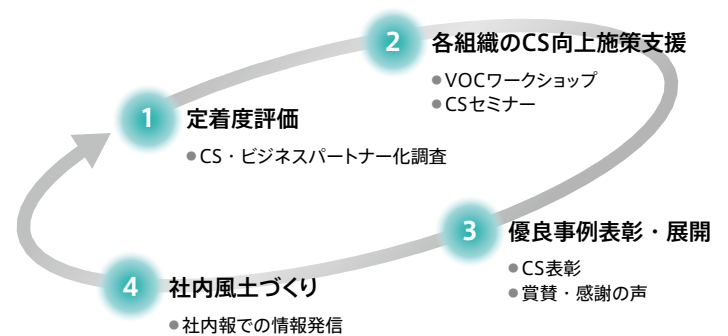 1
定着度評価
●CS・ビジネスパートナー化調査
2
各組織のCS向上施策支援
●VOCワークショップ
●CSセミナー
3
優良事例表彰・展開
●CS表彰
●賞賛・感謝の声
4
社内風土づくり
●社内報での情報発信